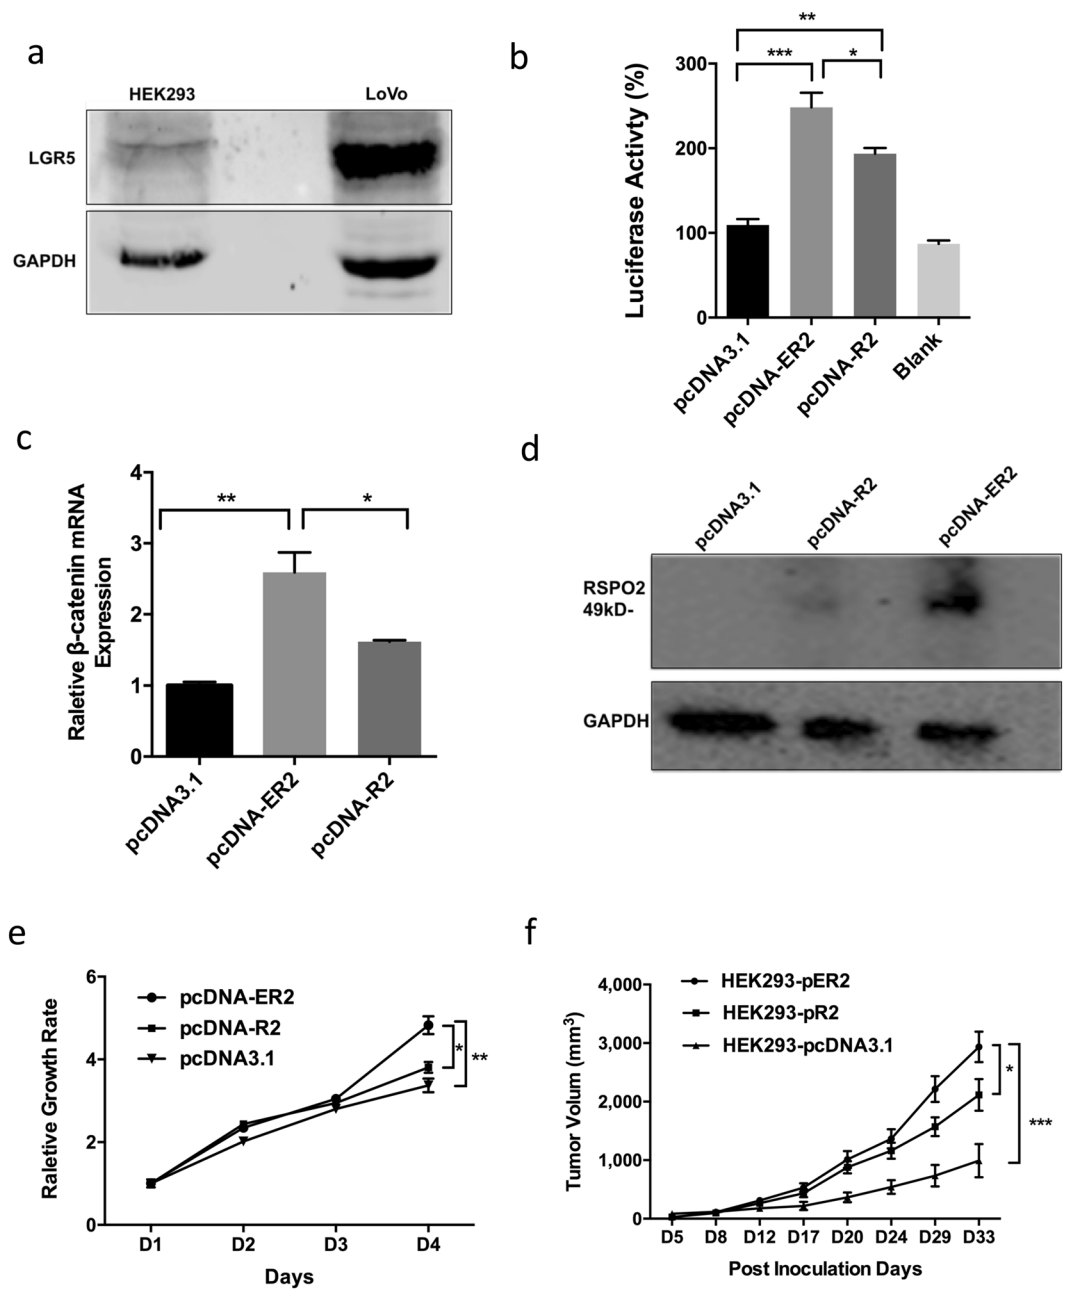 a
HEK293
LoVo
LGR5
GAPDH
b
**
***
*
Luciferase Activty (%)
300
200
100
0
pcDNA3.1
pcDNA-ER2
pcDNA-R2
Blank
c
**
*
Raletive β-catenin mRNA
Expression
4
3
2
1
0
pcDNA3.1
pcDNA-ER2
pcDNA-R2
d
pcDNA3.1
pcDNA-R2
pcDNA-ER2
RSPO2
49kD-
GAPDH
e
Raletive Growth Rate
6
4
2
0
pcDNA-ER2
pcDNA-R2
pcDNA3.1
*
**
D1 D2 D3 D4
Days
f
Tumor Volum (mm³)
4,000
3,000
2,000
1,000
0
HEK293-pER2
HEK293-pR2
HEK293-pcDNA3.1
*
***
D5 D8 D12 D17 D20 D24 D29 D33
Post Inoculation Days